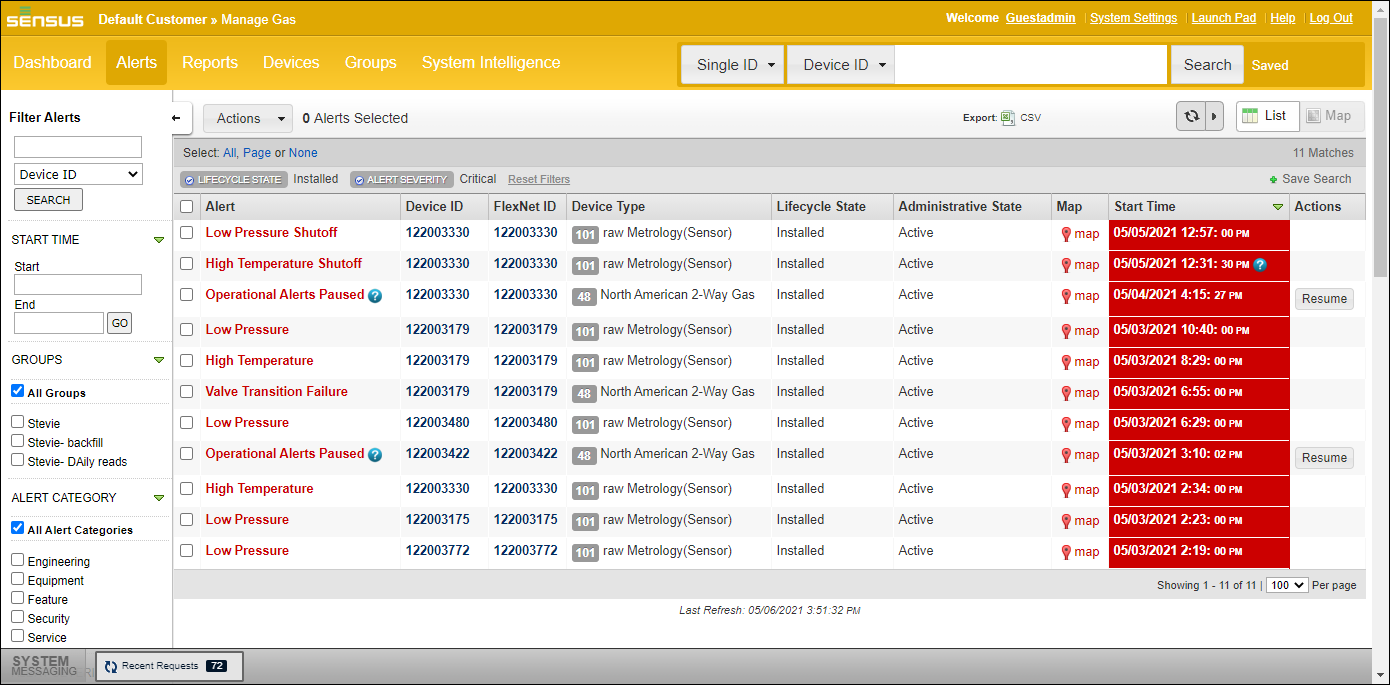 sensus Default Customer » Manage Gas Welcome Guestadmin System Settings Launch Pad Help Log Out
Dashboard Alerts Reports Devices Groups System Intelligence Single ID Device ID Search Saved
Filter Alerts
Device ID
SEARCH
START TIME
Start
End
GO
GROUPS
All Groups
Stevie
Stevie- backfill
Stevie- DAily reads
ALERT CATEGORY
All Alert Categories
Engineering
Equipment
Feature
Security
Service
Actions 0 Alerts Selected Export: CSV List Map
Select: All, Page or None 11 Matches
LIFECYCLE STATE Installed ALERT SEVERITY Critical Reset Filters Save Search
Alert Device ID FlexNet ID Device Type Lifecycle State Administrative State Map Start Time Actions
Low Pressure Shutoff 122003330 122003330 101 raw Metrology(Sensor) Installed Active map 05/05/2021 12:57: 00 PM
High Temperature Shutoff 122003330 122003330 101 raw Metrology(Sensor) Installed Active map 05/05/2021 12:31: 30 PM ?
Operational Alerts Paused ? 122003330 122003330 48 North American 2-Way Gas Installed Active map 05/04/2021 4:15: 27 PM Resume
Low Pressure 122003179 122003179 101 raw Metrology(Sensor) Installed Active map 05/03/2021 10:40: 00 PM
High Temperature 122003179 122003179 101 raw Metrology(Sensor) Installed Active map 05/03/2021 8:29: 00 PM
Valve Transition Failure 122003179 122003179 48 North American 2-Way Gas Installed Active map 05/03/2021 6:55: 00 PM
Low Pressure 122003480 122003480 101 raw Metrology(Sensor) Installed Active map 05/03/2021 6:29: 00 PM
Operational Alerts Paused ? 122003422 122003422 48 North American 2-Way Gas Installed Active map 05/03/2021 3:10: 02 PM Resume
High Temperature 122003330 122003330 101 raw Metrology(Sensor) Installed Active map 05/03/2021 2:34: 00 PM
Low Pressure 122003175 122003175 101 raw Metrology(Sensor) Installed Active map 05/03/2021 2:23: 00 PM
Low Pressure 122003772 122003772 101 raw Metrology(Sensor) Installed Active map 05/03/2021 2:19: 00 PM
Showing 1 - 11 of 11 | 100 Per page
Last Refresh: 05/06/2021 3:51:32 PM
SYSTEM
MESSAGING
Recent Requests 72